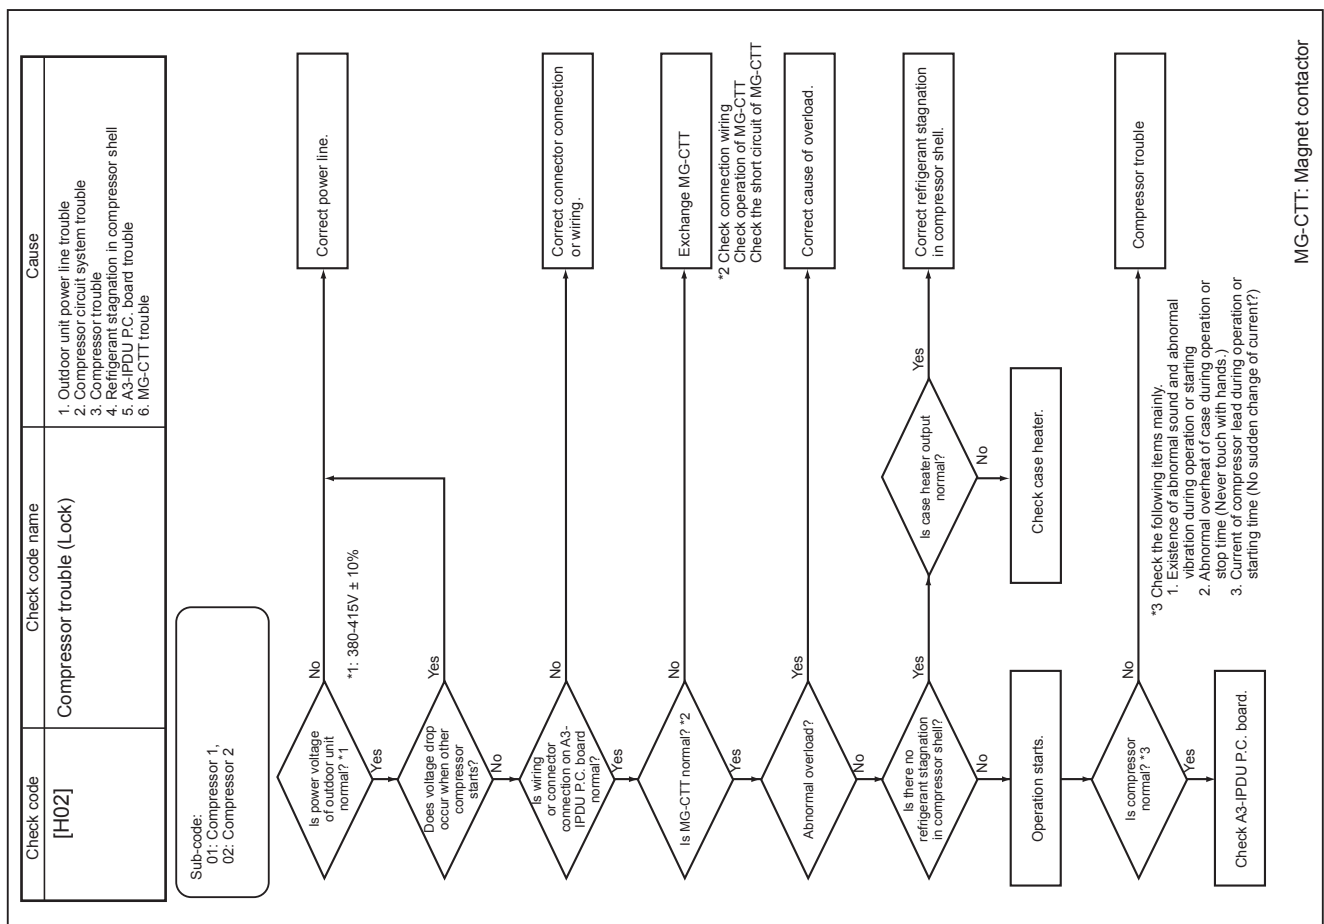 Check code
Check code name
Cause
[H02]
Compressor trouble (Lock)
1. Outdoor unit power line trouble
2. Compressor circuit system trouble
3. Compressor trouble
4. Refrigerant stagnation in compressor shell
5. A3-IPDU P.C. board trouble
6. MG-CTT trouble
Sub-code:
01: Compressor 1,
02: Compressor 2
Is power voltage
of outdoor unit
normal? *1
No
Correct power line.
*1: 380-415V ± 10%
Yes
Does voltage drop
occur when other
compressor
starts?
Yes
No
Is wiring
or connector
connection on A3-
IPDU P.C. board
normal?
No
Correct connector connection
or wiring.
Yes
Is MG-CTT normal? *2
No
Exchange MG-CTT
*2 Check connection wiring
Check operation of MG-CTT
Check the short circuit of MG-CTT
Yes
Abnormal overload?
Yes
Correct cause of overload.
No
Is there no
refrigerant stagnation
in compressor shell?
Yes
Is case heater output
normal?
Yes
Correct refrigerant stagnation
in compressor shell.
No
Check case heater.
No
Operation starts.
Is compressor
normal? *3
No
Compressor trouble
*3 Check the following items mainly.
1. Existence of abnormal sound and abnormal
vibration during operation or starting
2. Abnormal overheat of case during operation or
stop time (Never touch with hands.)
3. Current of compressor lead during operation or
starting time (No sudden change of current?)
Yes
Check A3-IPDU P.C. board.
MG-CTT: Magnet contactor